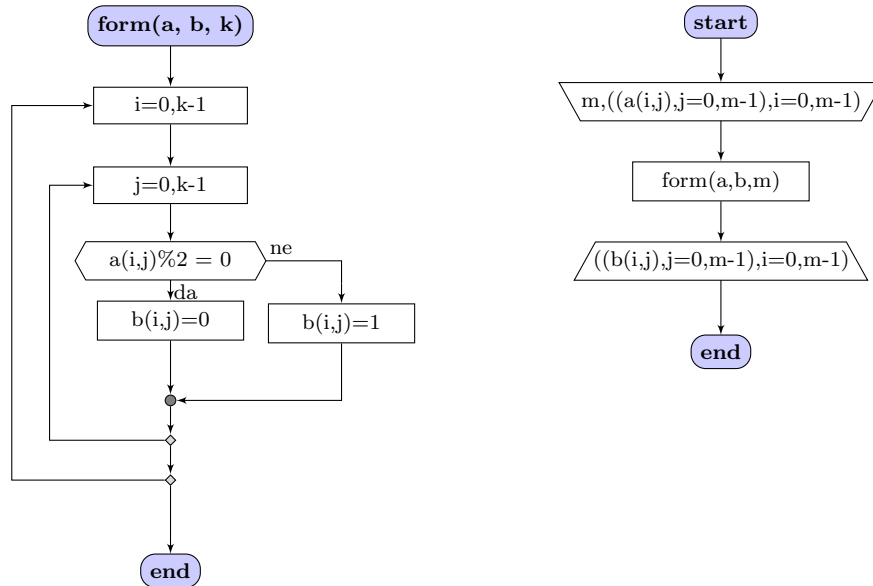 form(a, b, k)
i=0,k-1
j=0,k-1
a(i,j)%2 = 0
ne
da
b(i,j)=0
b(i,j)=1
end
start
m,((a(i,j),j=0,m-1),i=0,m-1)
form(a,b,m)
((b(i,j),j=0,m-1),i=0,m-1)
end